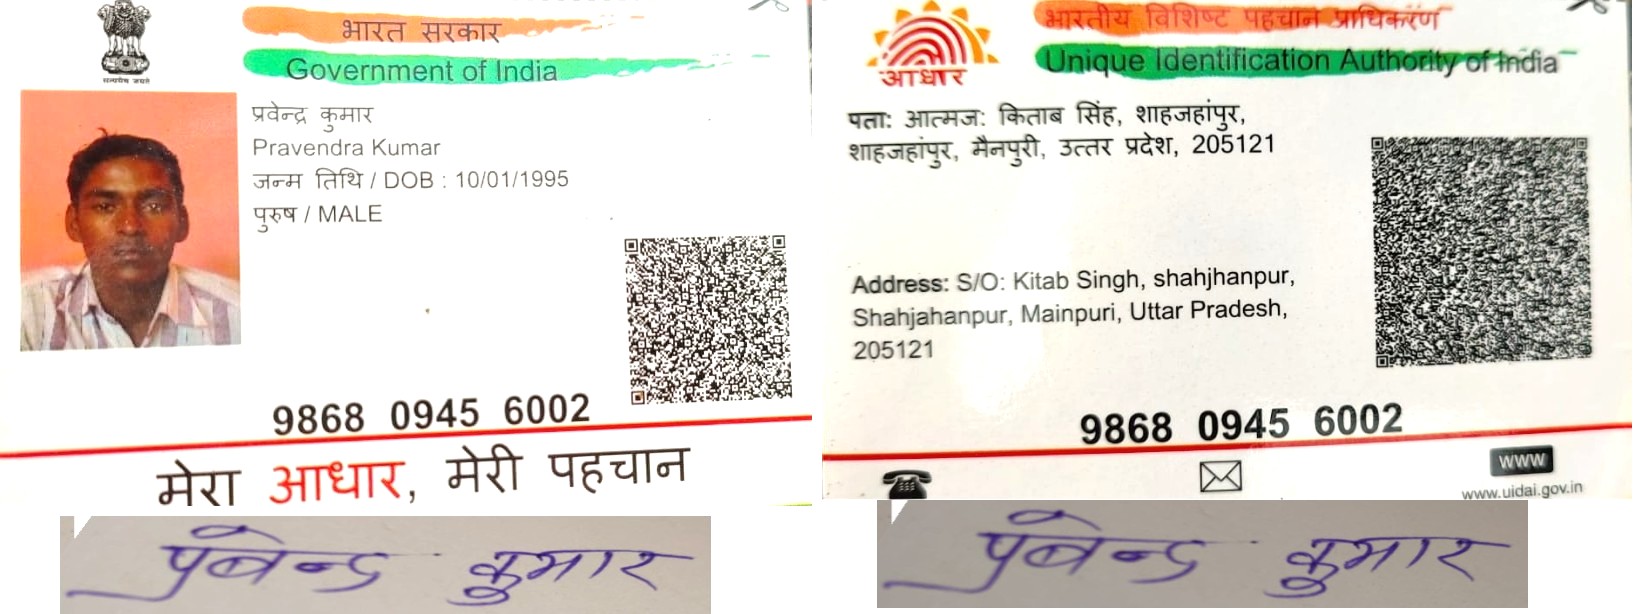 सत्यमेव जयते
भारत सरकार
Government of India
प्रवेन्द्र कुमार
Pravendra Kumar
जन्म तिथि / DOB : 10/01/1995
पुरुष / MALE
9868 0945 6002
मेरा आधार, मेरी पहचान
प्रवेन्द्र कुमार
आधार
भारतीय विशिष्ट पहचान प्राधिकरण
Unique Identification Authority of India
पता: आत्मज: किताब सिंह, शाहजहांपुर,
शाहजहांपुर, मैनपुरी, उत्तर प्रदेश, 205121
Address: S/O: Kitab Singh, shahjhanpur,
Shahjahanpur, Mainpuri, Uttar Pradesh,
205121
9868 0945 6002
www
www.uidai.gov.in
प्रवेन्द्र कुमार